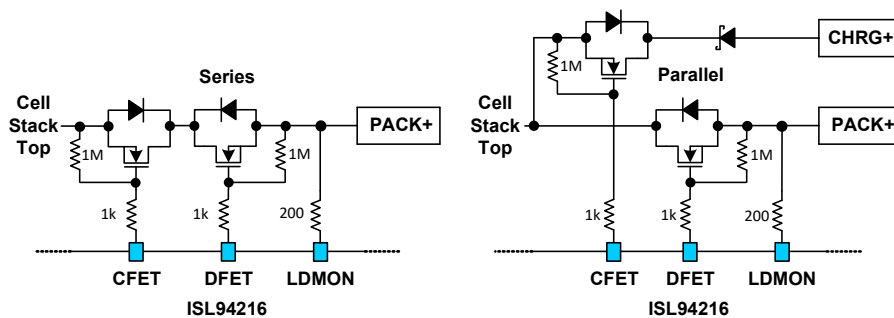 Series
Cell
Stack
Top
1M
1M
PACK+
1k
1k
200
CFET
DFET
LDMON
ISL94216
CHRG+
1M
Parallel
Cell
Stack
Top
PACK+
1M
1k
1k
200
CFET
DFET
LDMON
ISL94216